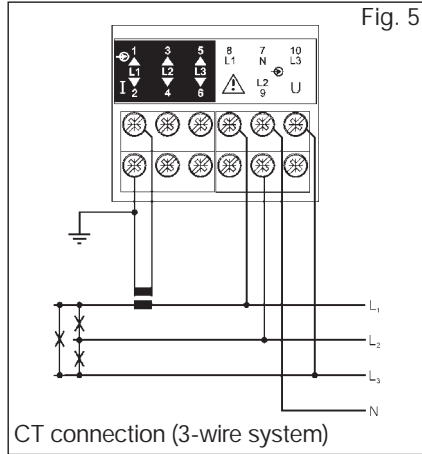 Fig. 5
1 3 5 8 7 10
L1 N L3
L1 L2 L3
I L2 U
2 4 6 9
L1
L2
L3
N
CT connection (3-wire system)